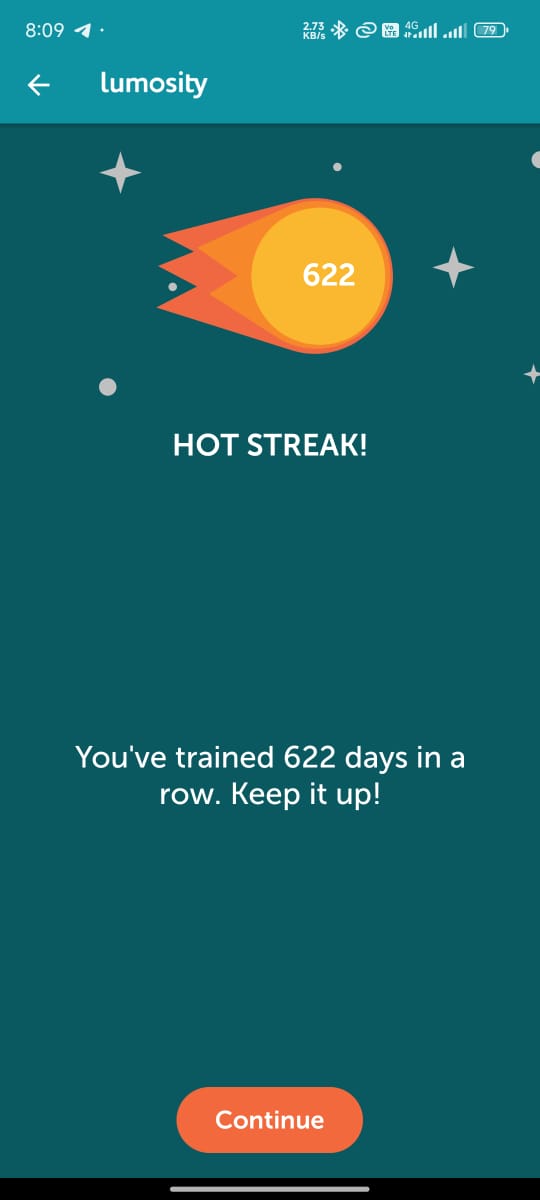 8:09
2.73
KB/s
Vo
LTE
4G
79
lumosity
622
HOT STREAK!
You've trained 622 days in a
row. Keep it up!
Continue